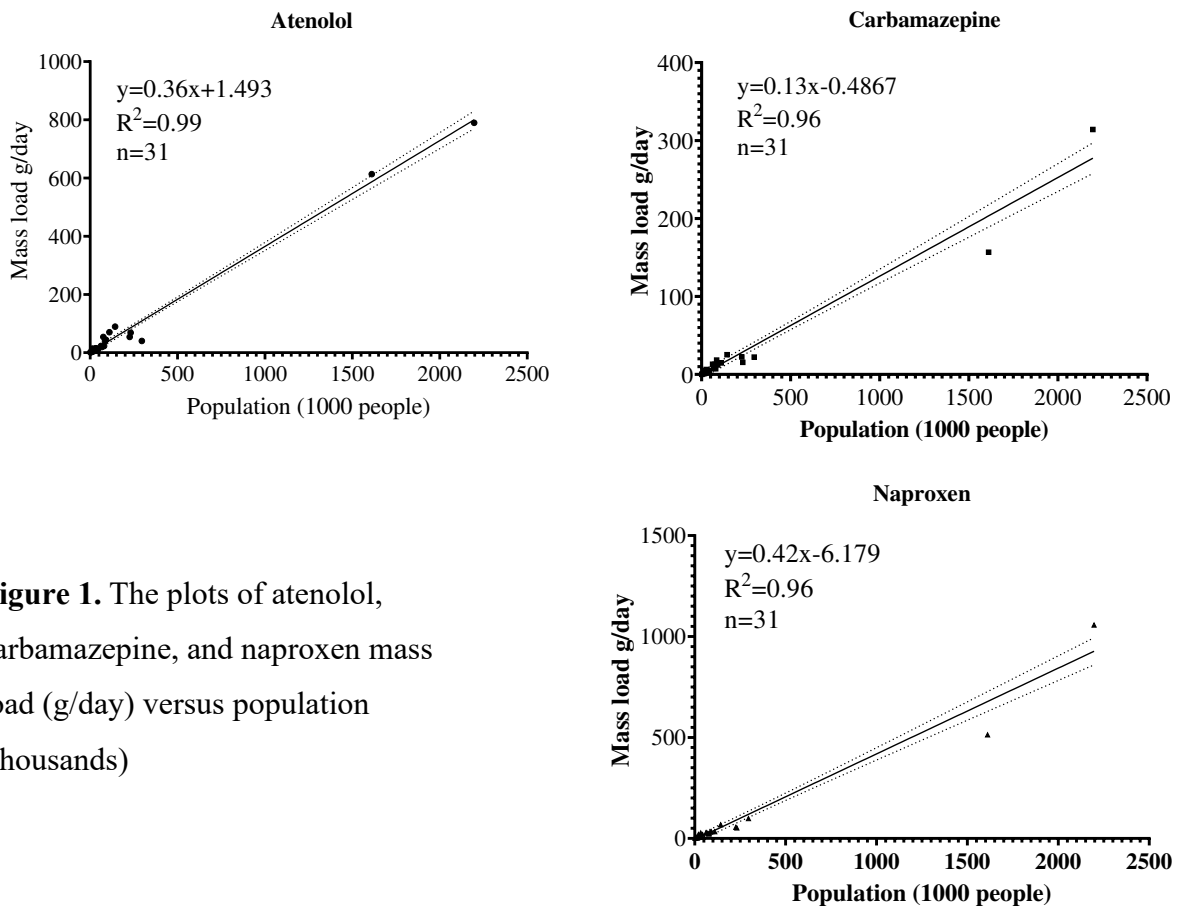 Atenolol
1000
800
600
400
200
0
y=0.36x+1.493
R²=0.99
n=31
Mass load g/day
0 500 1000 1500 2000 2500
Population (1000 people)
Carbamazepine
400
300
200
100
0
y=0.13x-0.4867
R²=0.96
n=31
Mass load g/day
0 500 1000 1500 2000 2500
Population (1000 people)
Naproxen
1500
1000
500
0
y=0.42x-6.179
R²=0.96
n=31
Mass load g/day
0 500 1000 1500 2000 2500
Population (1000 people)
igure 1. The plots of atenolol,
arbamazepine, and naproxen mass
oad (g/day) versus population
housands)